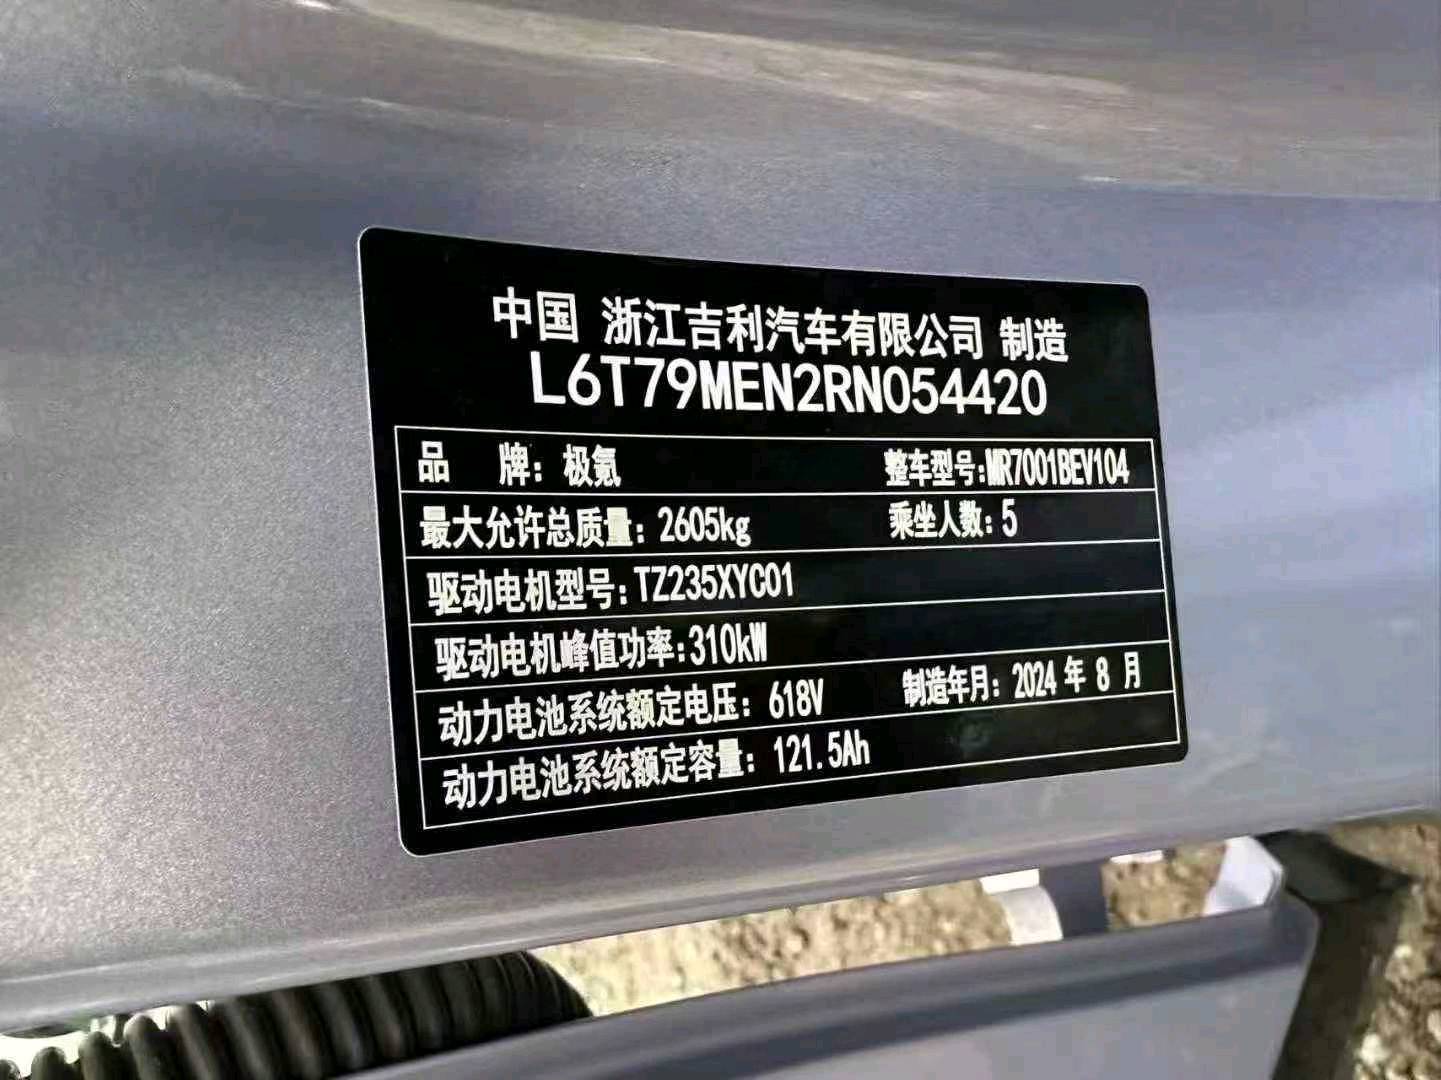 中国 浙江吉利汽车有限公司 制造
L6T79MEN2RN054420
品 牌：极氪 整车型号：MR7001BEV104
最大允许总质量：2605kg 乘坐人数：5
驱动电机型号：TZ235XYC01
驱动电机峰值功率：310kW
动力电池系统额定电压：618V 制造年月：2024 年 8 月
动力电池系统额定容量：121.5Ah